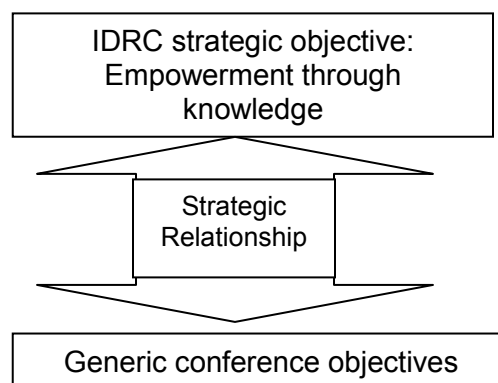 IDRC strategic objective:
Empowerment through
knowledge
Strategic
Relationship
Generic conference objectives